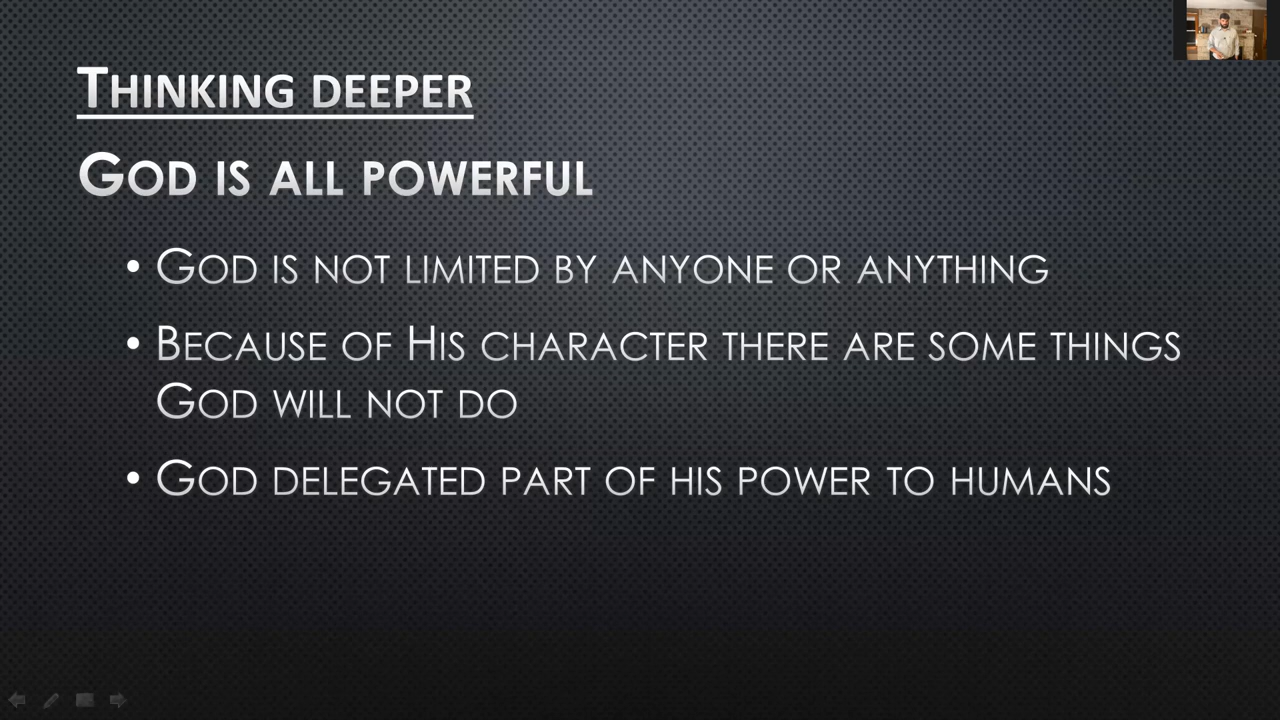 Thinking deeper
God is all powerful
• God is not limited by anyone or anything
• Because of His character there are some things
God will not do
• God delegated part of his power to humans